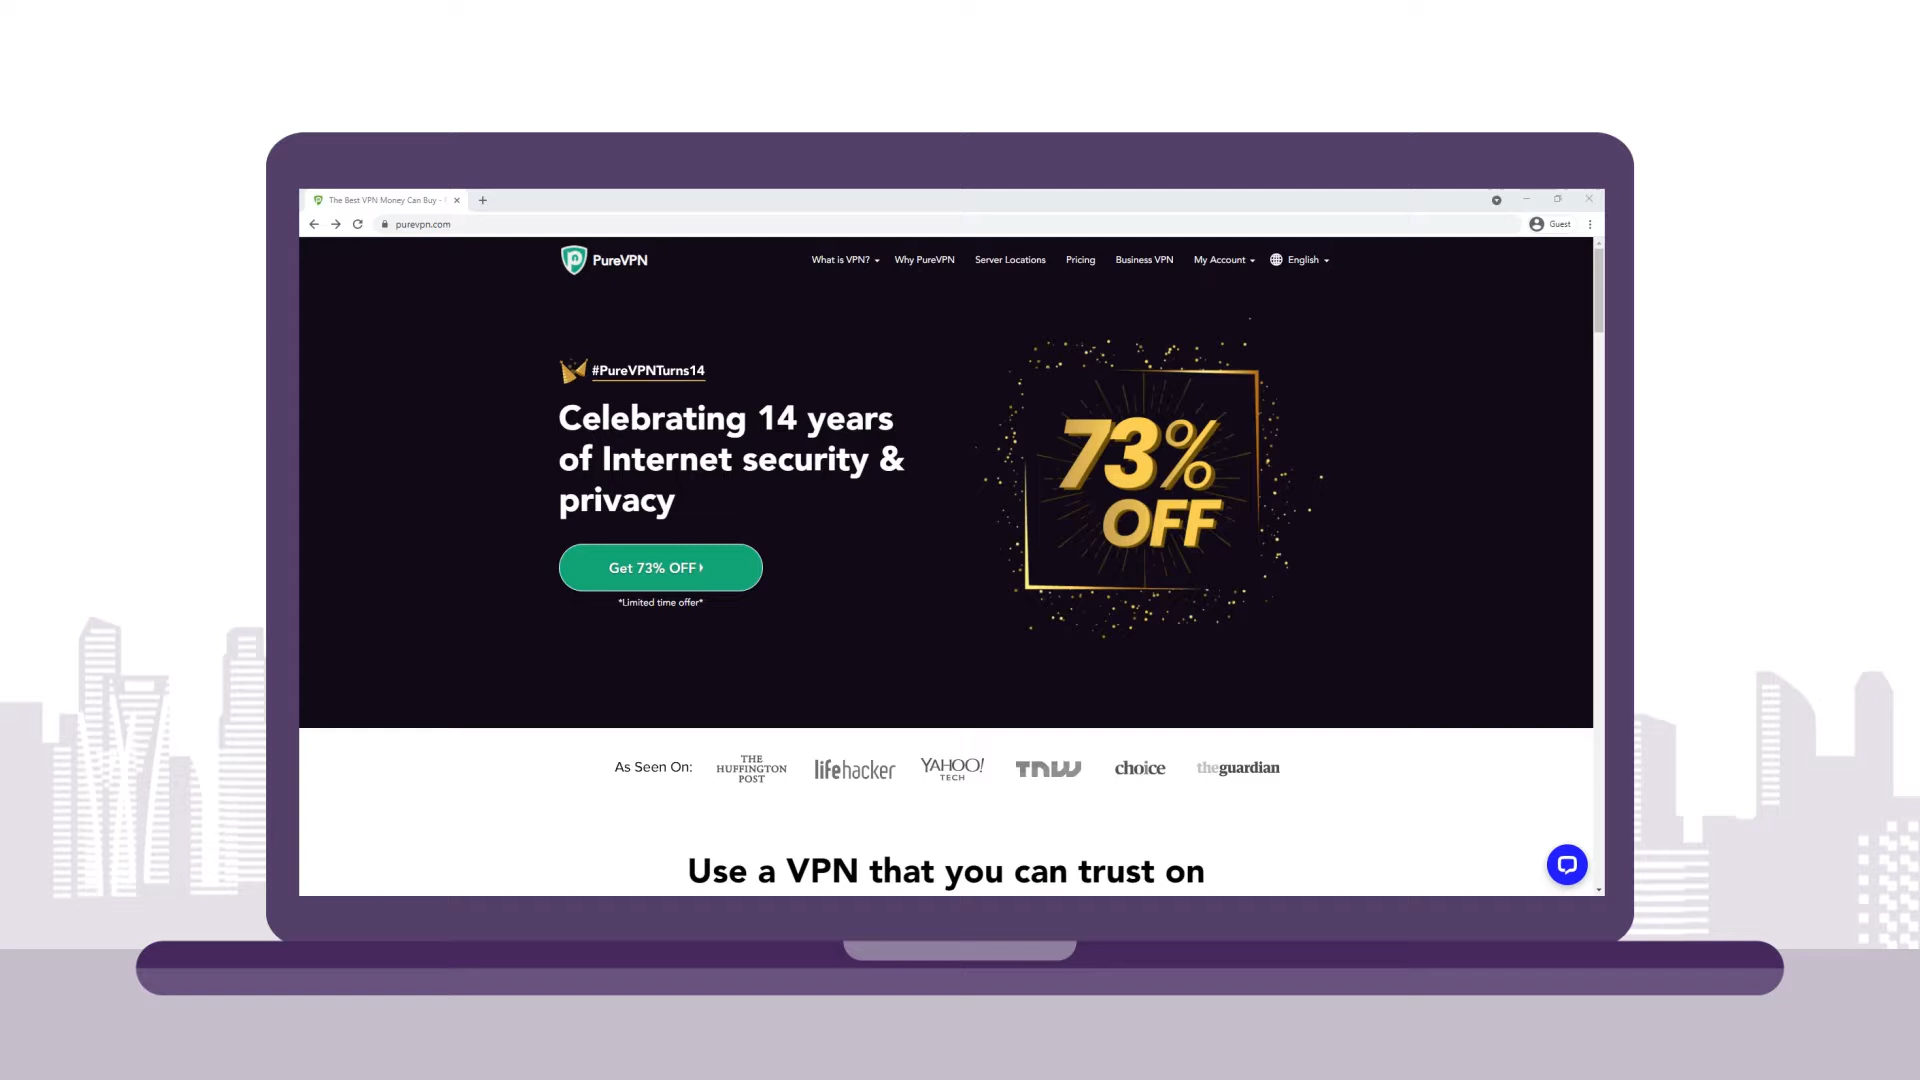 The Best VPN Money Can Buy -
purevpn.com
Guest
PureVPN
What is VPN?
Why PureVPN
Server Locations
Pricing
Business VPN
My Account
English
#PureVPNTurns14
Celebrating 14 years
of Internet security &
privacy
Get 73% OFF
*Limited time offer*
73%
OFF
As Seen On:
THE
HUFFINGTON
POST
lifehacker
YAHOO!
TECH
TNW
choice
theguardian
Use a VPN that you can trust on